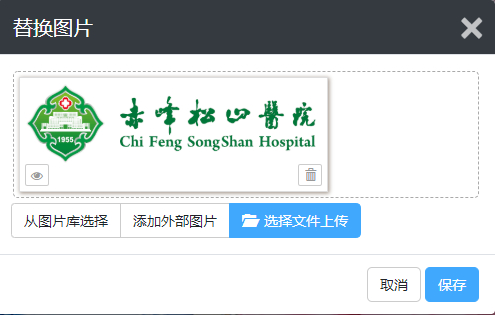 替换图片
赤峰松山醫院
Chi Feng SongShan Hospital
1955
从图片库选择
添加外部图片
选择文件上传
取消
保存